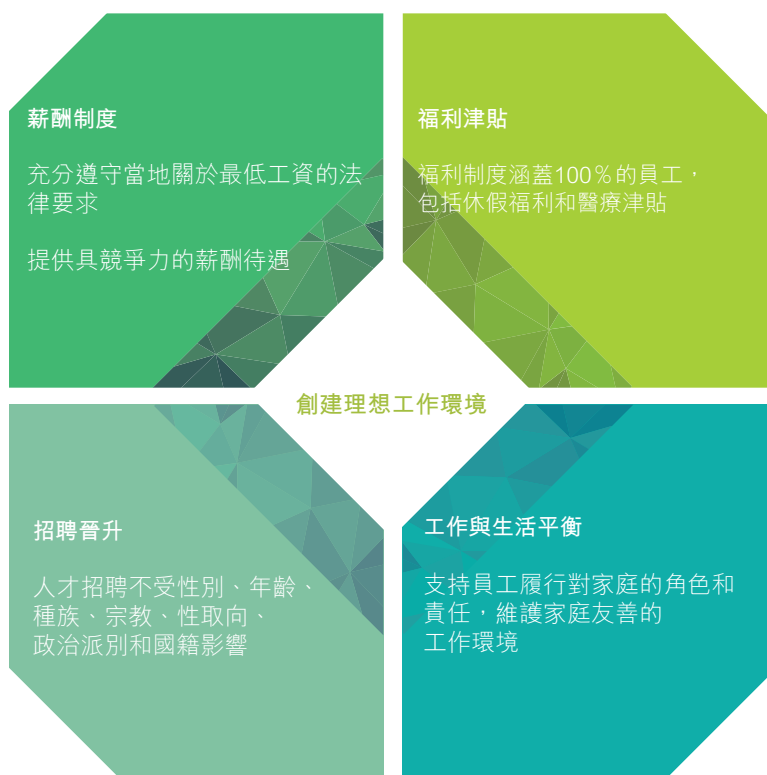 薪酬制度
充分遵守當地關於最低工資的法
律要求
提供具競爭力的薪酬待遇
福利津貼
福利制度涵蓋100％的員工，
包括休假福利和醫療津貼
創建理想工作環境
招聘晉升
人才招聘不受性別、年齡、
種族、宗教、性取向、
政治派別和國籍影響
工作與生活平衡
支持員工履行對家庭的角色和
責任，維護家庭友善的
工作環境